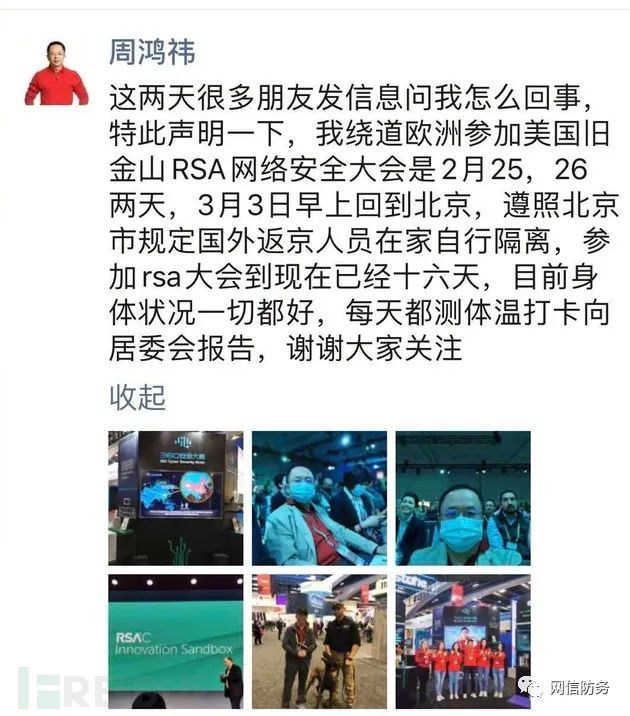 周鸿祎
这两天很多朋友发信息问我怎么回事，
特此声明一下，我绕道欧洲参加美国旧
金山RSA网络安全大会是2月25，26
两天，3月3日早上回到北京，遵照北京
市规定国外返京人员在家自行隔离，参
加rsa大会到现在已经十六天，目前身
体状况一切都好，每天都测体温打卡向
居委会报告，谢谢大家关注
收起
360安全大脑
360 Cyber Security Brain
RSAC
Innovation Sandbox
网信防务